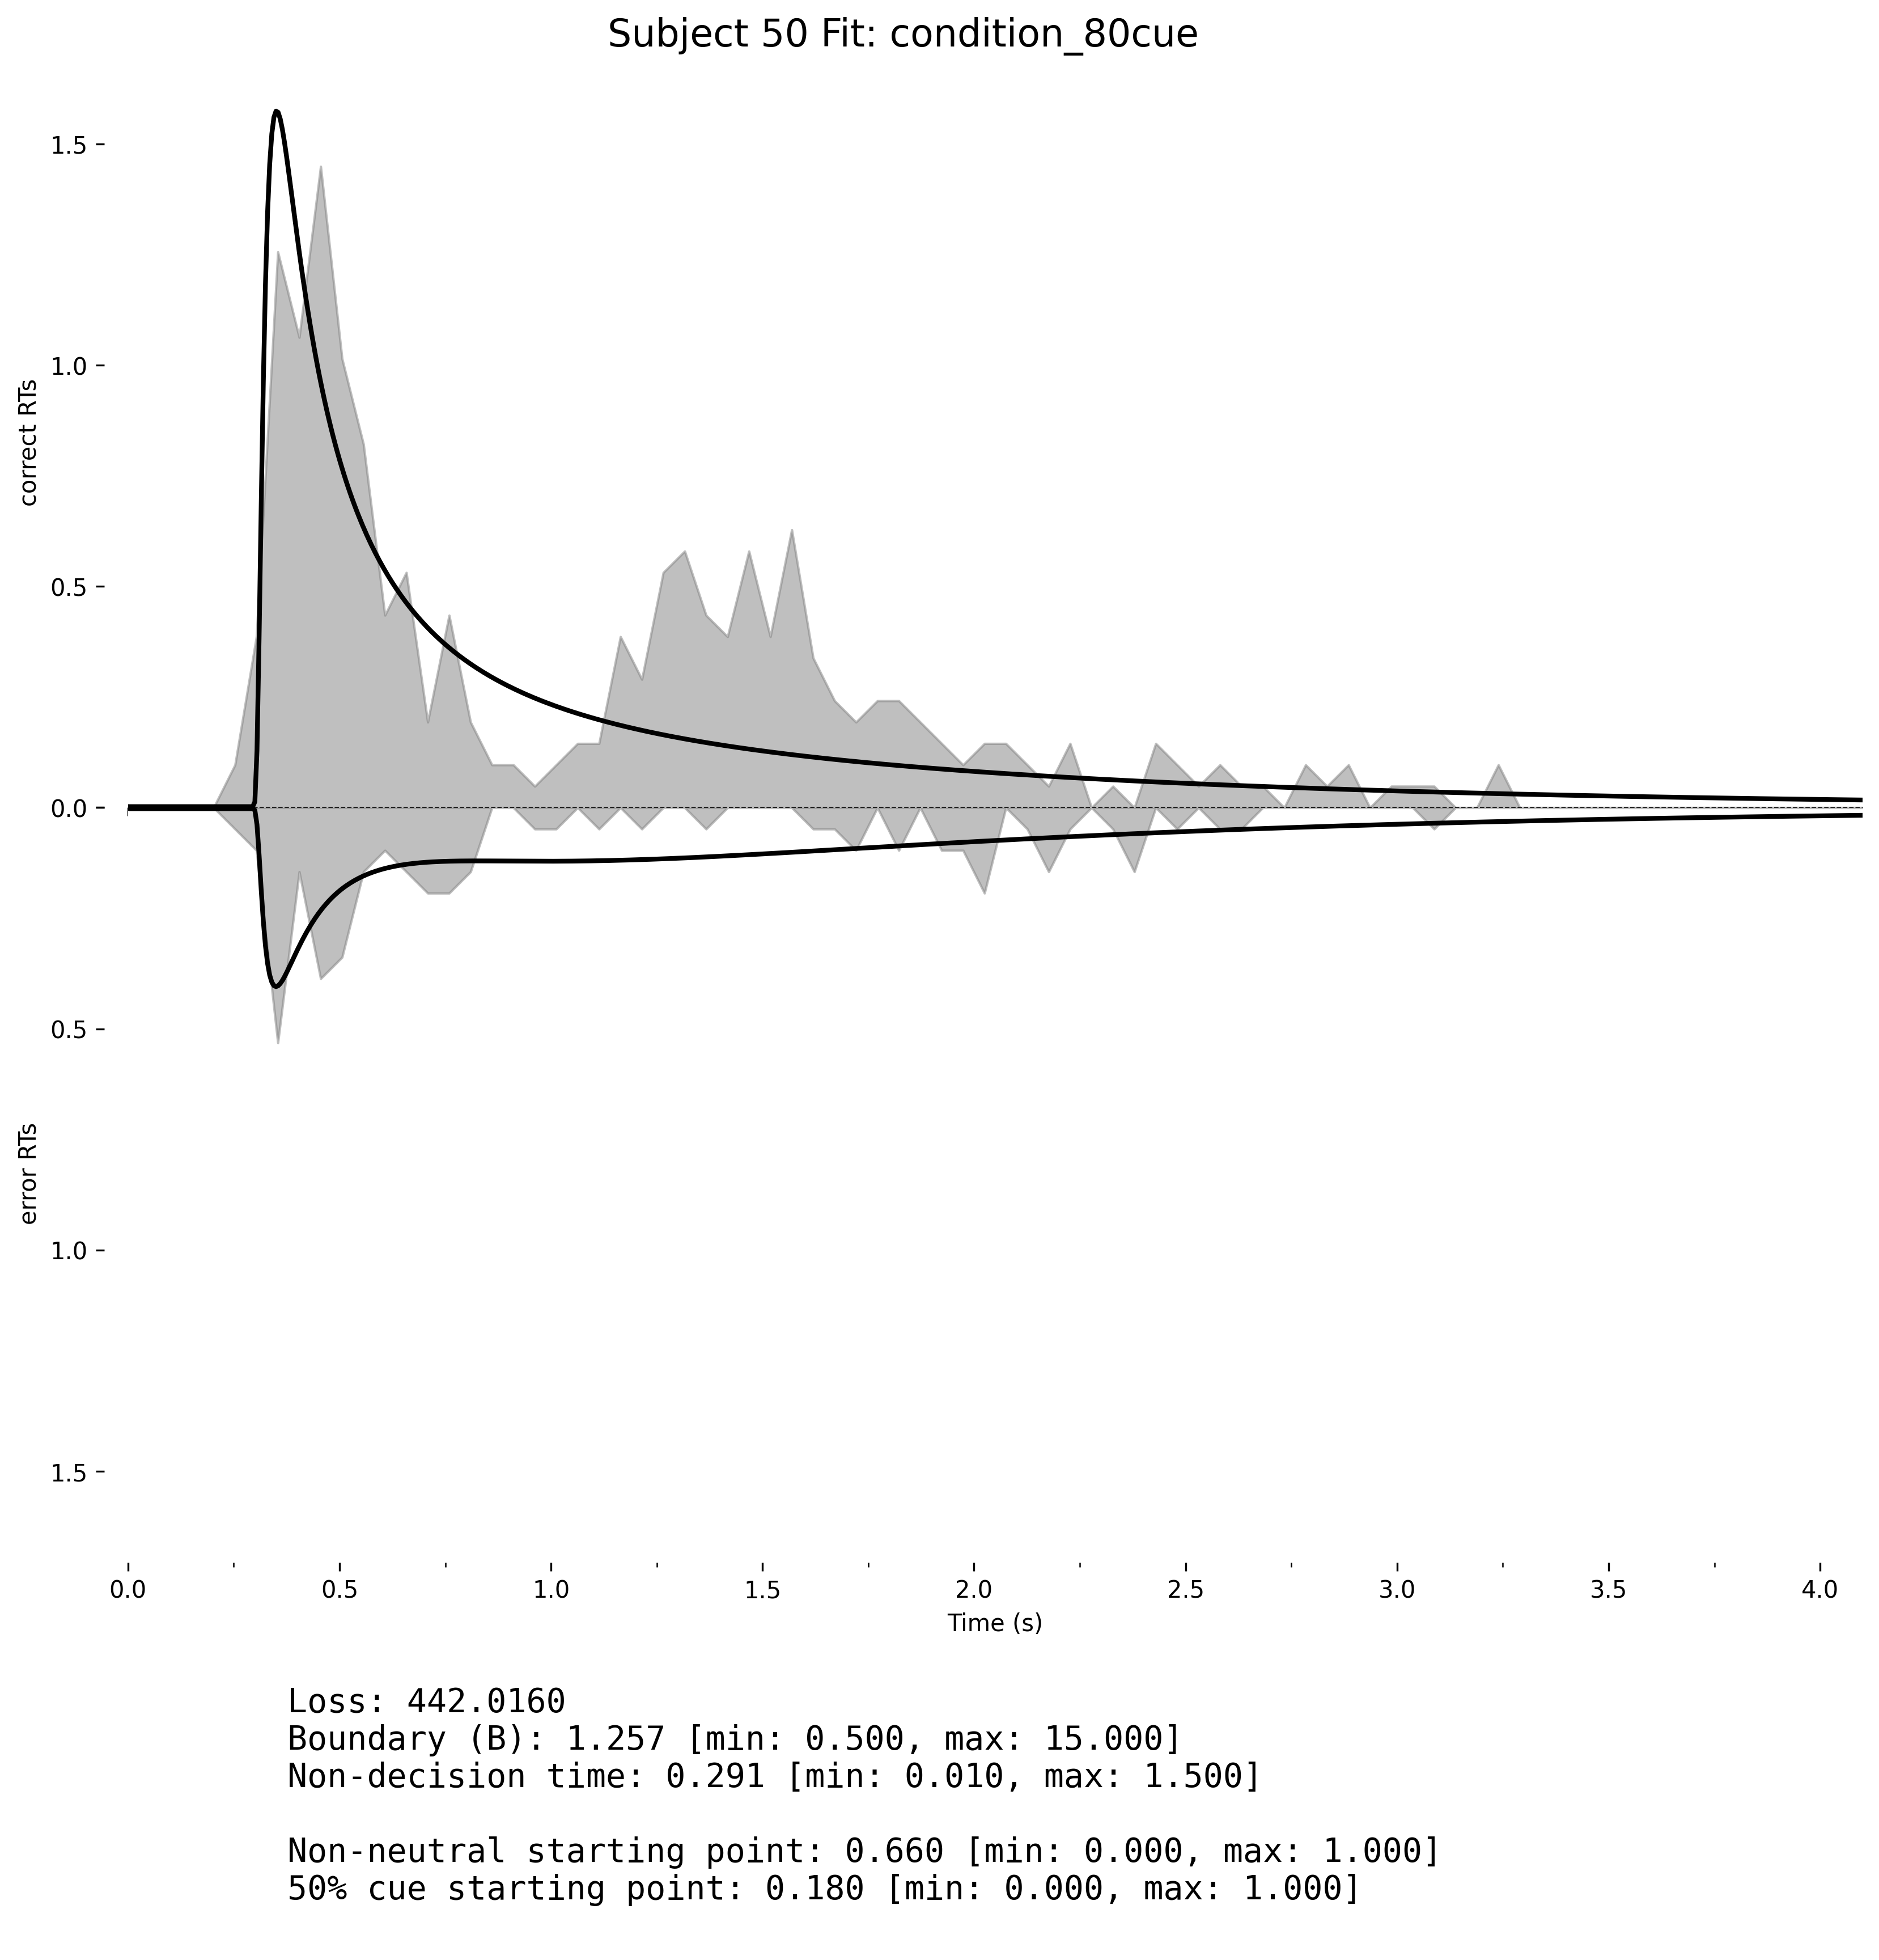 Subject 50 Fit: condition_80cue
1.5
1.0
0.5
0.0
0.5
1.0
1.5
correct RTs
error RTs
0.0 0.5 1.0 1.5 2.0 2.5 3.0 3.5 4.0
Time (s)
Loss: 442.0160
Boundary (B): 1.257 [min: 0.500, max: 15.000]
Non-decision time: 0.291 [min: 0.010, max: 1.500]
Non-neutral starting point: 0.660 [min: 0.000, max: 1.000]
50% cue starting point: 0.180 [min: 0.000, max: 1.000]